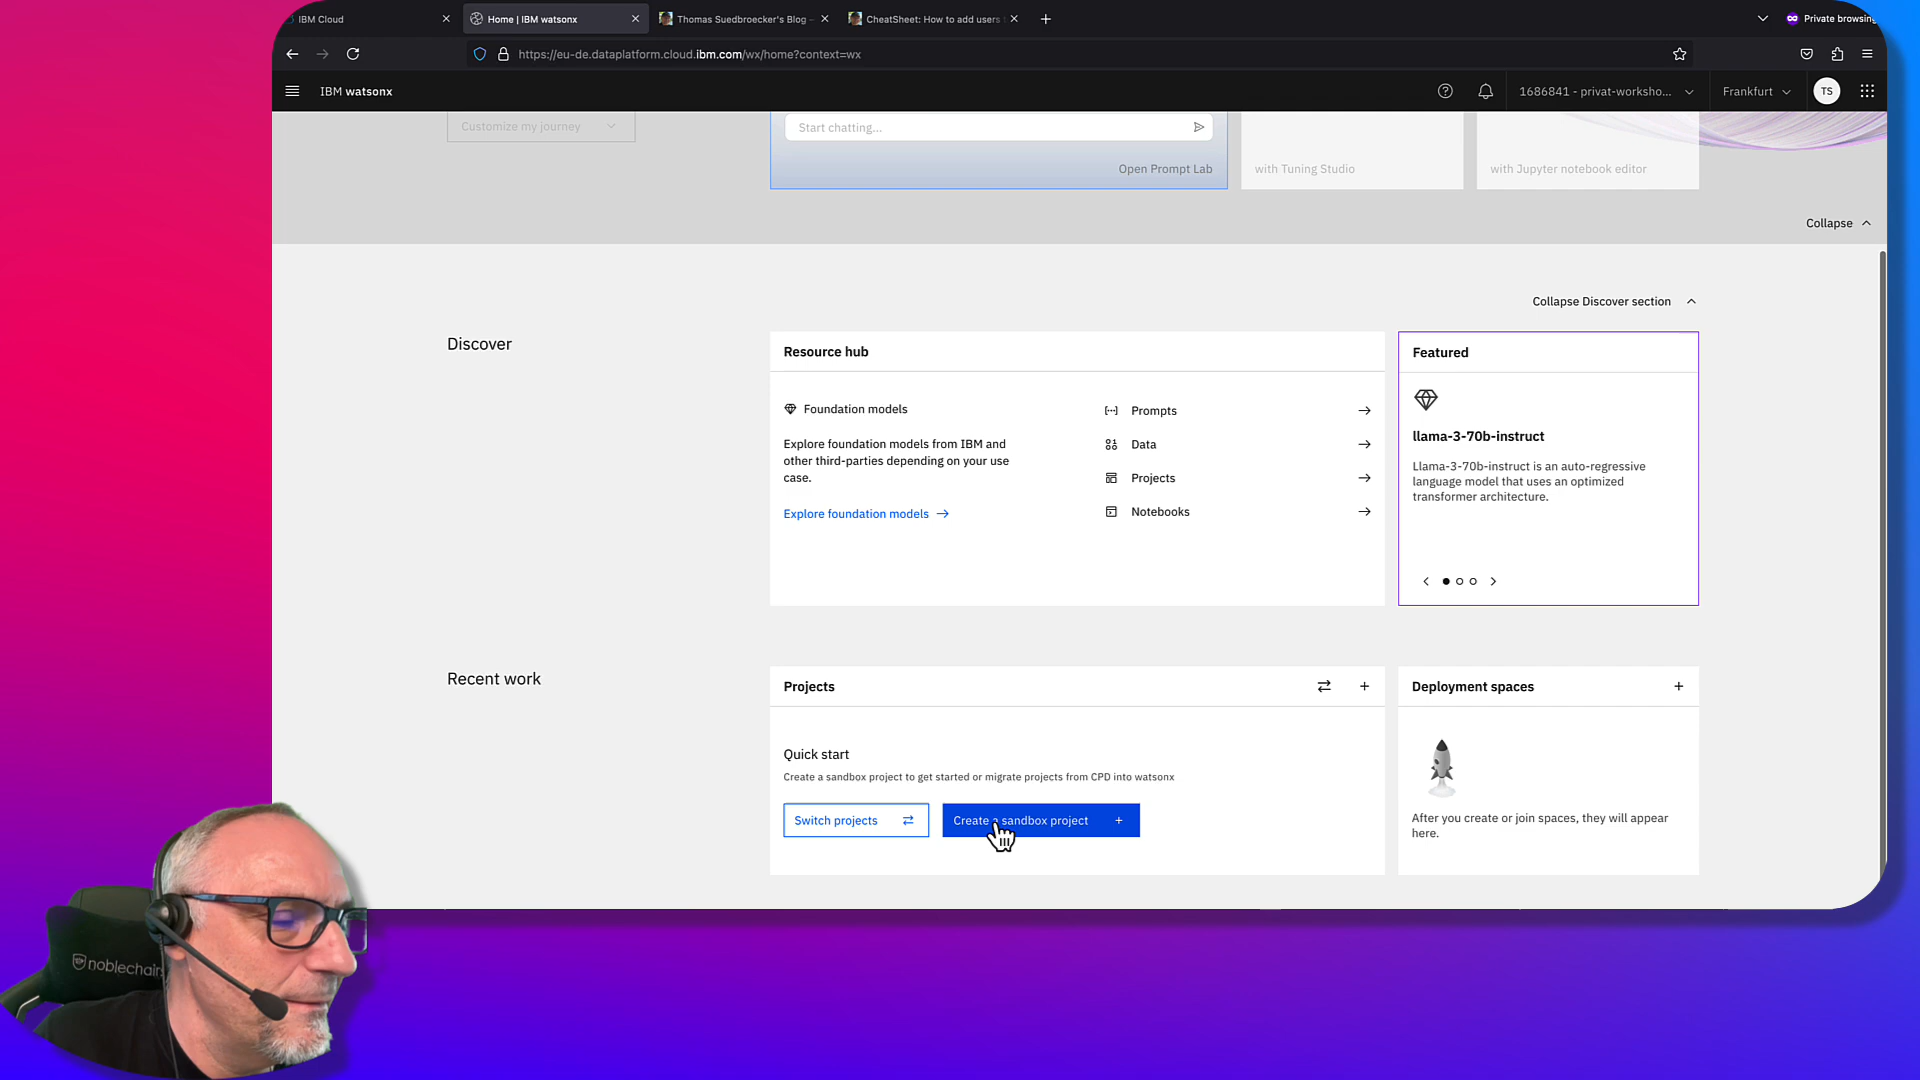 IBM Cloud
Home | IBM watsonx
Thomas Suedbroecker's Blog –
CheatSheet: How to add users
Private browsing
https://eu-de.dataplatform.cloud.ibm.com/wx/home?context=wx
IBM watsonx
1686841 - privat-worksho...
Frankfurt
TS
Customize my journey
Start chatting...
Open Prompt Lab
with Tuning Studio
with Jupyter notebook editor
Collapse
Collapse Discover section
Discover
Resource hub
Foundation models
Explore foundation models from IBM and
other third-parties depending on your use
case.
Explore foundation models
Prompts
Data
Projects
Notebooks
Featured
llama-3-70b-instruct
Llama-3-70b-instruct is an auto-regressive
language model that uses an optimized
transformer architecture.
Recent work
Projects
Quick start
Create a sandbox project to get started or migrate projects from CPD into watsonx
Switch projects
Create a sandbox project
Deployment spaces
After you create or join spaces, they will appear
here.
noblechairs